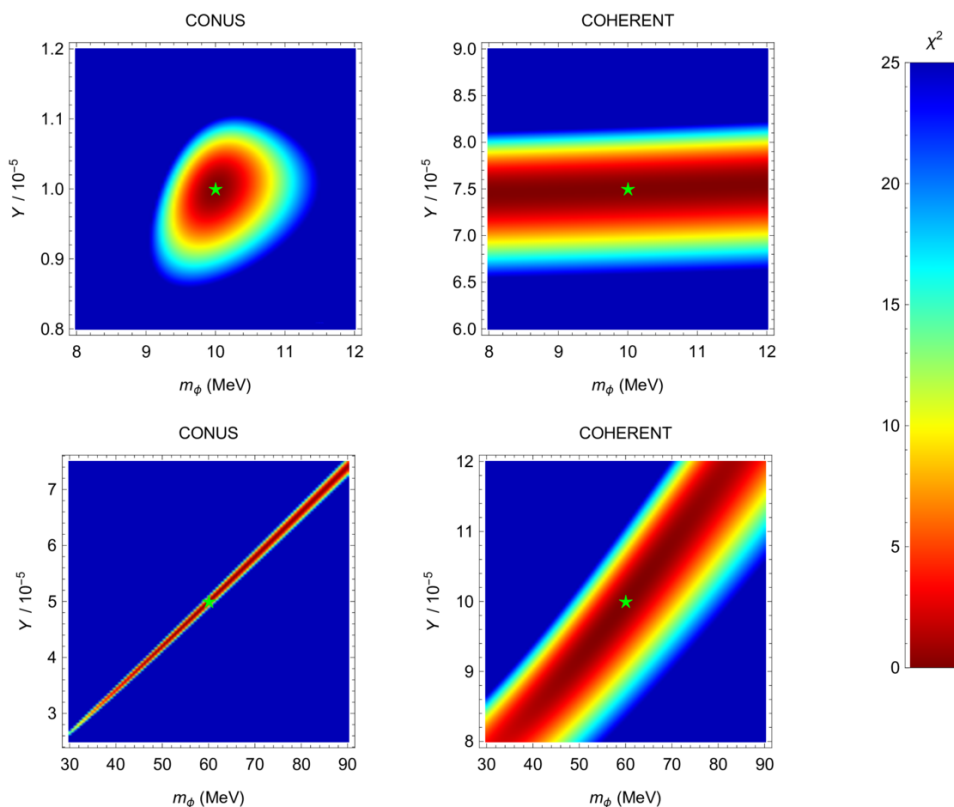 CONUS
1.2
1.1
1.0
0.9
0.8
Y / 10⁻⁵
8 9 10 11 12
mϕ (MeV)
COHERENT
9.0
8.5
8.0
7.5
7.0
6.5
6.0
Y / 10⁻⁵
8 9 10 11 12
mϕ (MeV)
CONUS
7
6
5
4
3
Y / 10⁻⁵
30 40 50 60 70 80 90
mϕ (MeV)
COHERENT
12
11
10
9
8
Y / 10⁻⁵
30 40 50 60 70 80 90
mϕ (MeV)
χ²
25
20
15
10
5
0